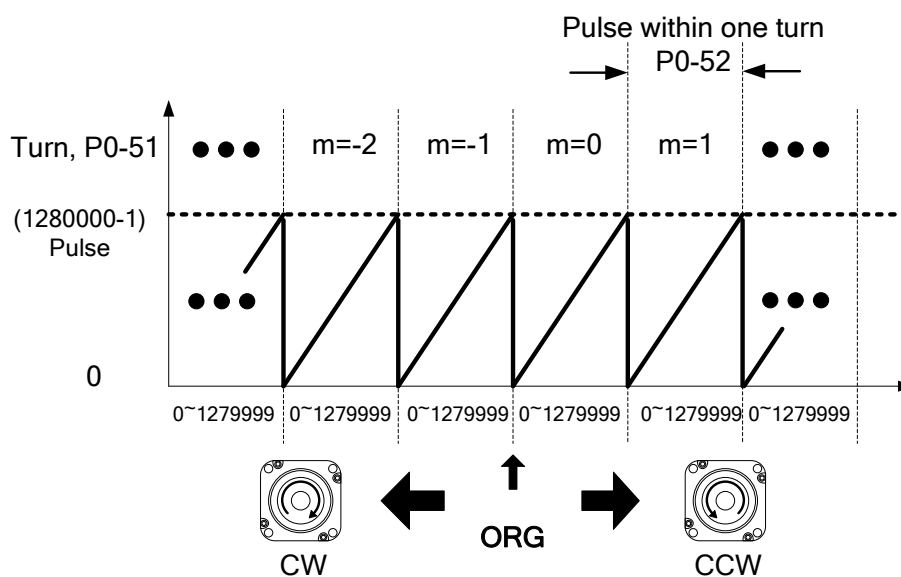 Pulse within one turn
P0-52
Turn, P0-51
m=-2
m=-1
m=0
m=1
(1280000-1)
Pulse
0
0~1279999
0~1279999
0~1279999
0~1279999
0~1279999
0~1279999
ORG
CW
CCW